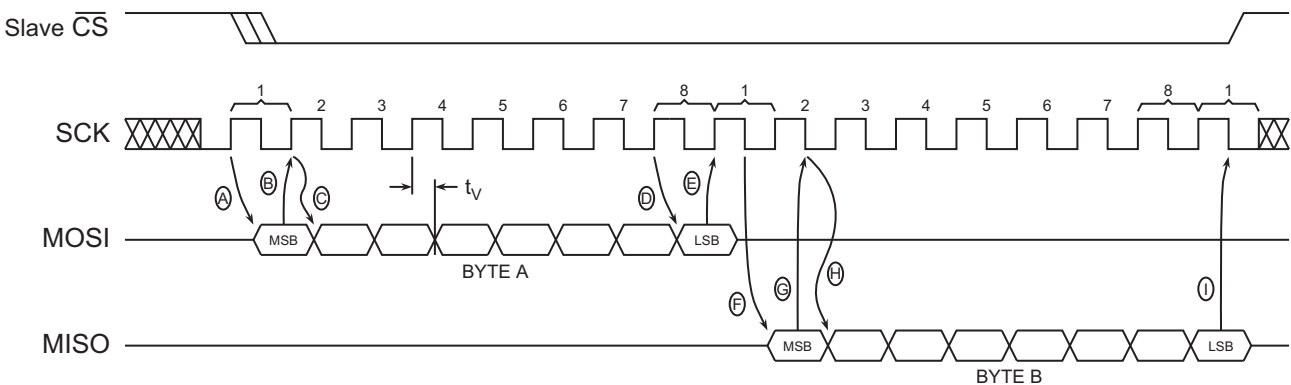 Slave CS
1 2 3 4 5 6 7 8 1 2 3 4 5 6 7 8 1
SCK
A B C tV D E
MOSI MSB LSB
BYTE A
F G H I
MISO MSB LSB
BYTE B